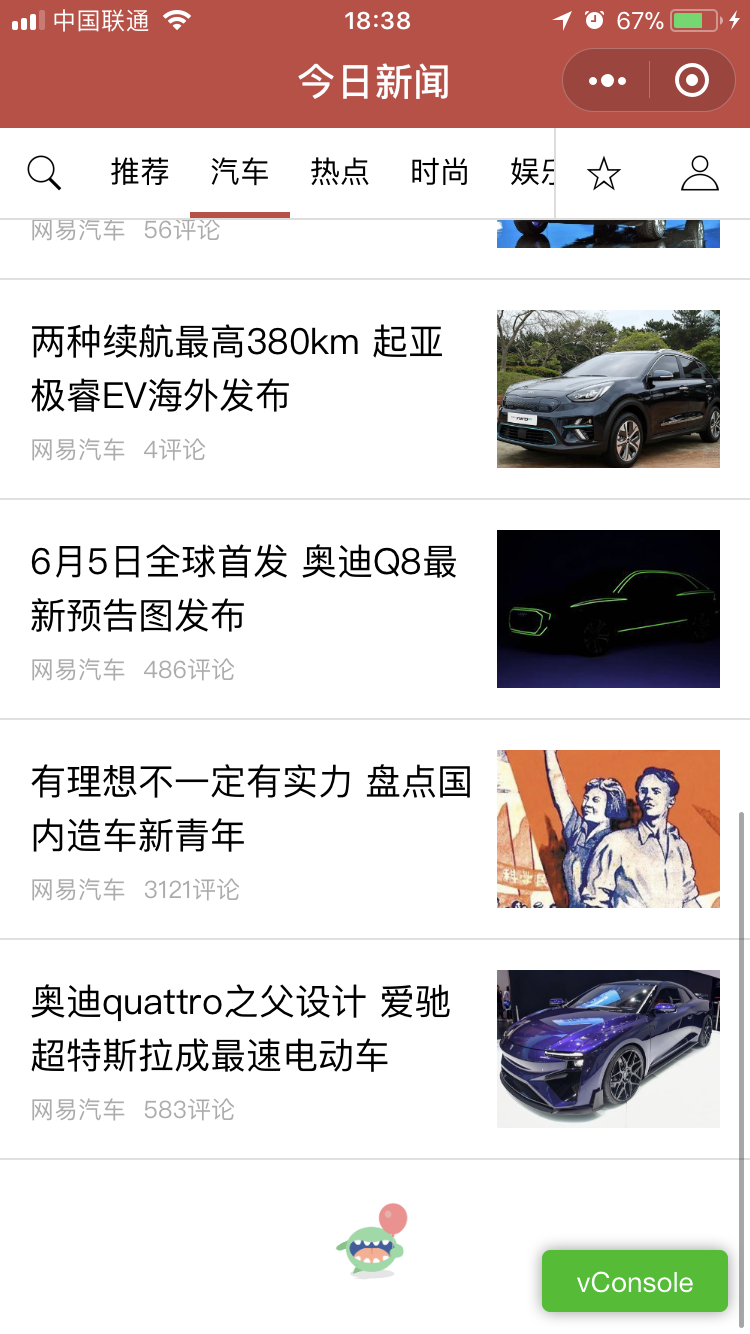 中国联通 18:38 67%
今日新闻
推荐 汽车 热点 时尚 娱乐
网易汽车 56评论
两种续航最高380km 起亚
极睿EV海外发布
网易汽车 4评论
6月5日全球首发 奥迪Q8最
新预告图发布
网易汽车 486评论
有理想不一定有实力 盘点国
内造车新青年
网易汽车 3121评论
奥迪quattro之父设计 爱驰
超特斯拉成最速电动车
网易汽车 583评论
vConsole